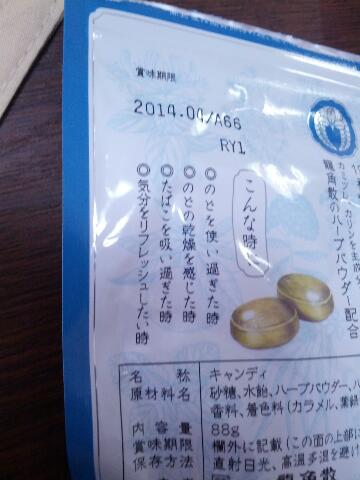 賞味期限
2014.04/A66
RY1
カミツレ、カリンを主
龍角散のハーブパウダー配合
こんな時に
◎のどを使い過ぎた時
◎のどの乾燥を感じた時
◎たばこを吸い過ぎた時
◎気分をリフレッシュしたい時
名称 キャンディ
原材料名 砂糖、水飴、ハーブパウダー、ハ
香料、着色料(カラメル、葉緑
内容量 88g
賞味期限 欄外に記載(この面の上部に
保存方法 直射日光、高温多湿を避け
龍角散